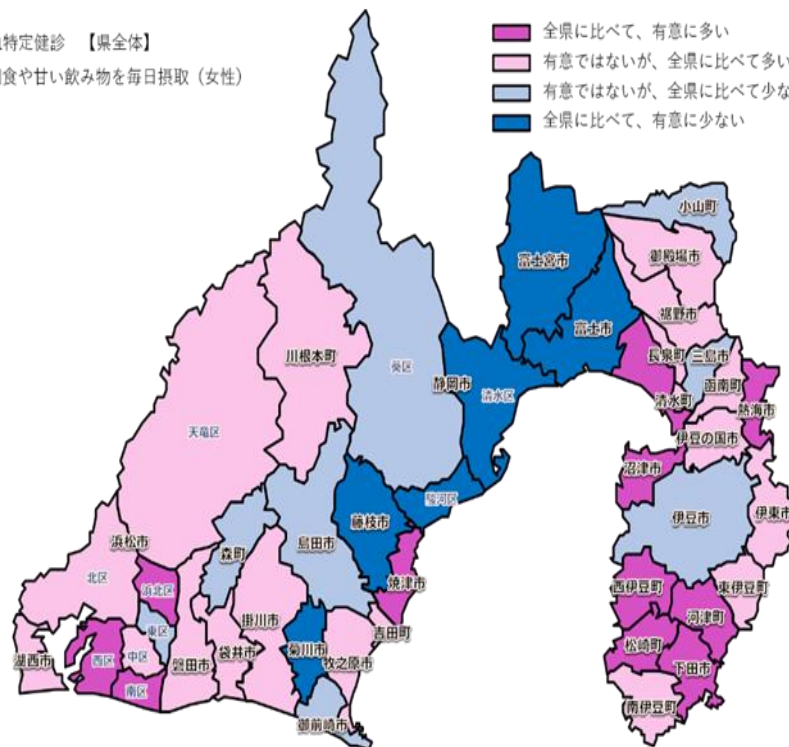 特定健診 【県全体】
食や甘い飲み物を毎日摂取（女性）
全県に比べて、有意に多い
有意ではないが、全県に比べて多い
有意ではないが、全県に比べて少な
全県に比べて、有意に少ない
小山町
御殿場市
富士宮市
裾野市
富士市
川根本町
長泉町
三島市
葵区
静岡市
清水区
函南町
清水町
熱海市
天竜区
伊豆の国市
沼津市
駿河区
藤枝市
伊東市
伊豆市
浜松市
島田市
森町
北区
浜北区
焼津市
西伊豆町
東伊豆町
掛川市
吉田町
河津町
東区
菊川市
松崎町
湖西市
西区
中区
磐田市
袋井市
牧之原市
下田市
南区
南伊豆町
御前崎市